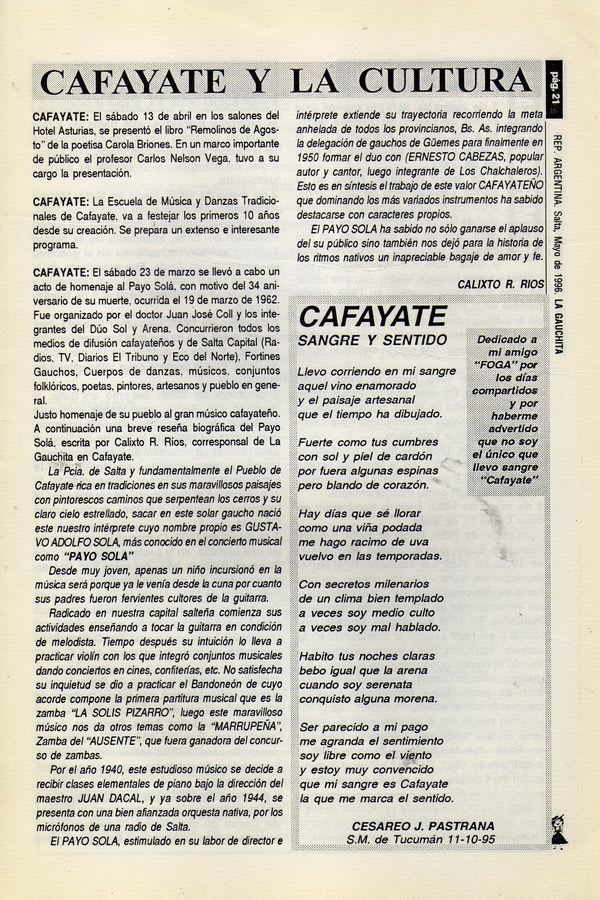 CAFAYATE Y LA CULTURA
CAFAYATE: El sábado 13 de abril en los salones del
Hotel Asturias, se presentó el libro "Remolinos de Agos-
to" de la poetisa Carola Briones. En un marco importante
de público el profesor Carlos Nelson Vega, tuvo a su
cargo la presentación.
CAFAYATE: La Escuela de Música y Danzas Tradicio-
nales de Cafayate, va a festejar los primeros 10 años
desde su creación. Se prepara un extenso e interesante
programa.
CAFAYATE: El sábado 23 de marzo se llevó a cabo un
acto de homenaje al Payo Solá, con motivo del 34 ani-
versario de su muerte, ocurrida el 19 de marzo de 1962.
Fue organizado por el doctor Juan José Coll y los inte-
grantes del Dúo Sol y Arena. Concurrieron todos los
medios de difusión cafayateños y de Salta Capital (Ra-
dios, TV, Diarios El Tribuno y Eco del Norte), Fortines
Gauchos, Cuerpos de danzas, músicos, conjuntos
folklóricos, poetas, pintores, artesanos y pueblo en gene-
ral.
Justo homenaje de su pueblo al gran músico cafayateño.
A continuación una breve reseña biográfica del Payo
Solá, escrita por Calixto R. Ríos, corresponsal de La
Gauchita en Cafayate.
La Pcia. de Salta y fundamentalmente el Pueblo de
Cafayate rica en tradiciones en sus maravillosos paisajes
con pintorescos caminos que serpentean los cerros y su
claro cielo estrellado, sacar en este solar gaucho nació
este nuestro intérprete cuyo nombre propio es GUSTA-
VO ADOLFO SOLA, más conocido en el concierto musical
como "PAYO SOLA"
Desde muy joven, apenas un niño incursionó en la
música será porque ya le venía desde la cuna por cuanto
sus padres fueron fervientes cultores de la guitarra.
Radicado en nuestra capital salteña comienza sus
actividades enseñando a tocar la guitarra en condición
de melodista. Tiempo después su intuición lo lleva a
practicar violín con los que integró conjuntos musicales
dando conciertos en cines, confiterías, etc. No satisfecha
su inquietud se dio a practicar el Bandoneón de cuyo
acorde compone la primera partitura musical que es la
zamba "LA SOLIS PIZARRO", luego este maravilloso
músico nos da otros temas como la "MARRUPEÑA",
Zamba del "AUSENTE", que fuera ganadora del concur-
so de zambas.
Por el año 1940, este estudioso músico se decide a
recibir clases elementales de piano bajo la dirección del
maestro JUAN DACAL, y ya sobre el año 1944, se
presenta con una bien afianzada orquesta nativa, por los
micrófonos de una radio de Salta.
El PAYO SOLA, estimulado en su labor de director e
intérprete extiende su trayectoria recorriendo la meta
anhelada de todos los provincianos, Bs. As. integrando
la delegación de gauchos de Güemes para finalmente en
1950 formar el duo con (ERNESTO CABEZAS, popular
autor y cantor, luego integrante de Los Chalchaleros).
Esto es en síntesis el trabajo de este valor CAFAYATEÑO
que dominando los más variados instrumentos ha sabido
destacarse con caracteres propios.
El PAYO SOLA ha sabido no sólo ganarse el aplauso
del su público sino también nos dejó para la historia de
los ritmos nativos un inapreciable bagaje de amor y fe.
CALIXTO R. RIOS
CAFAYATE
SANGRE Y SENTIDO
Llevo corriendo en mi sangre
aquel vino enamorado
y el paisaje artesanal
que el tiempo ha dibujado.
Fuerte como tus cumbres
con sol y piel de cardón
por fuera algunas espinas
pero blando de corazón.
Hay días que sé llorar
como una viña podada
me hago racimo de uva
vuelvo en las temporadas.
Con secretos milenarios
de un clima bien templado
a veces soy medio culto
a veces soy mal hablado.
Habito tus noches claras
bebo igual que la arena
cuando soy serenata
conquisto alguna morena.
Ser parecido a mi pago
me agranda el sentimiento
soy libre como el viento
y estoy muy convencido
que mi sangre es Cafayate
la que me marca el sentido.
CESAREO J. PASTRANA
S.M. de Tucumán 11-10-95
Dedicado a
mi amigo
"FOGA" por
los días
compartidos
y por
haberme
advertido
que no soy
el único que
llevo sangre
"Cafayate"
pág. 21
REP. ARGENTINA, Salta, Mayo de 1996. LA GAUCHITA